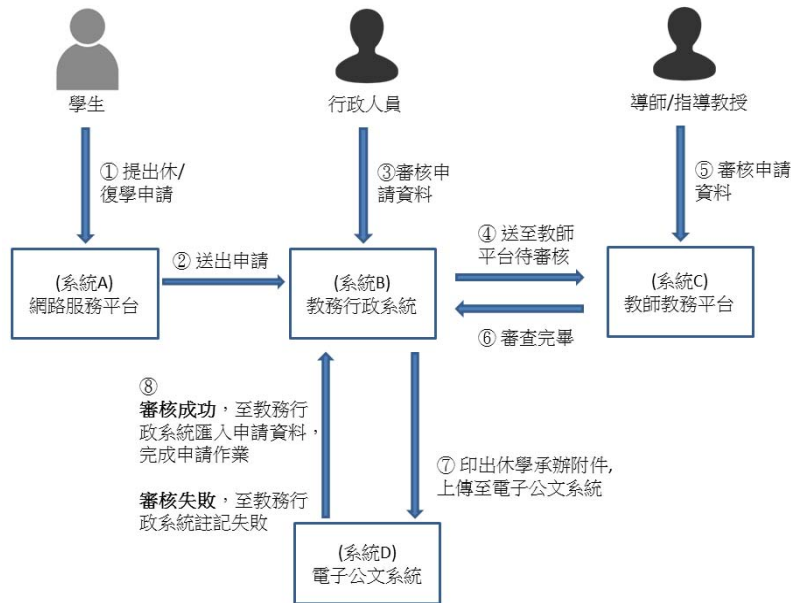 學生
行政人員
導師/指導教授
① 提出休/
復學申請
③審核申
請資料
⑤ 審核申請
資料
② 送出申請
④ 送至教師
平台待審核
(系統A)
網路服務平台
(系統B)
教務行政系統
(系統C)
教師教務平台
⑥ 審查完畢
⑧
審核成功，至教務行
政系統匯入申請資料，
完成申請作業
審核失敗，至教務行
政系統註記失敗
⑦ 印出休學承辦附件,
上傳至電子公文系統
(系統D)
電子公文系統